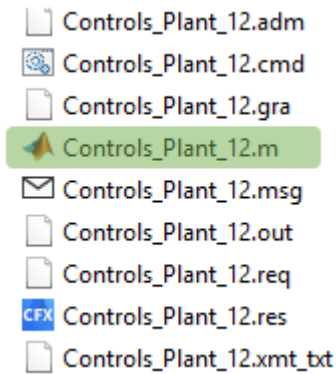 Controls_Plant_12.adm
Controls_Plant_12.cmd
Controls_Plant_12.gra
Controls_Plant_12.m
Controls_Plant_12.msg
Controls_Plant_12.out
Controls_Plant_12.req
CFX Controls_Plant_12.res
Controls_Plant_12.xmt_txt